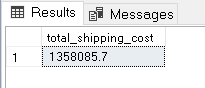 Results Messages
total_shipping_cost
1 1358085.7